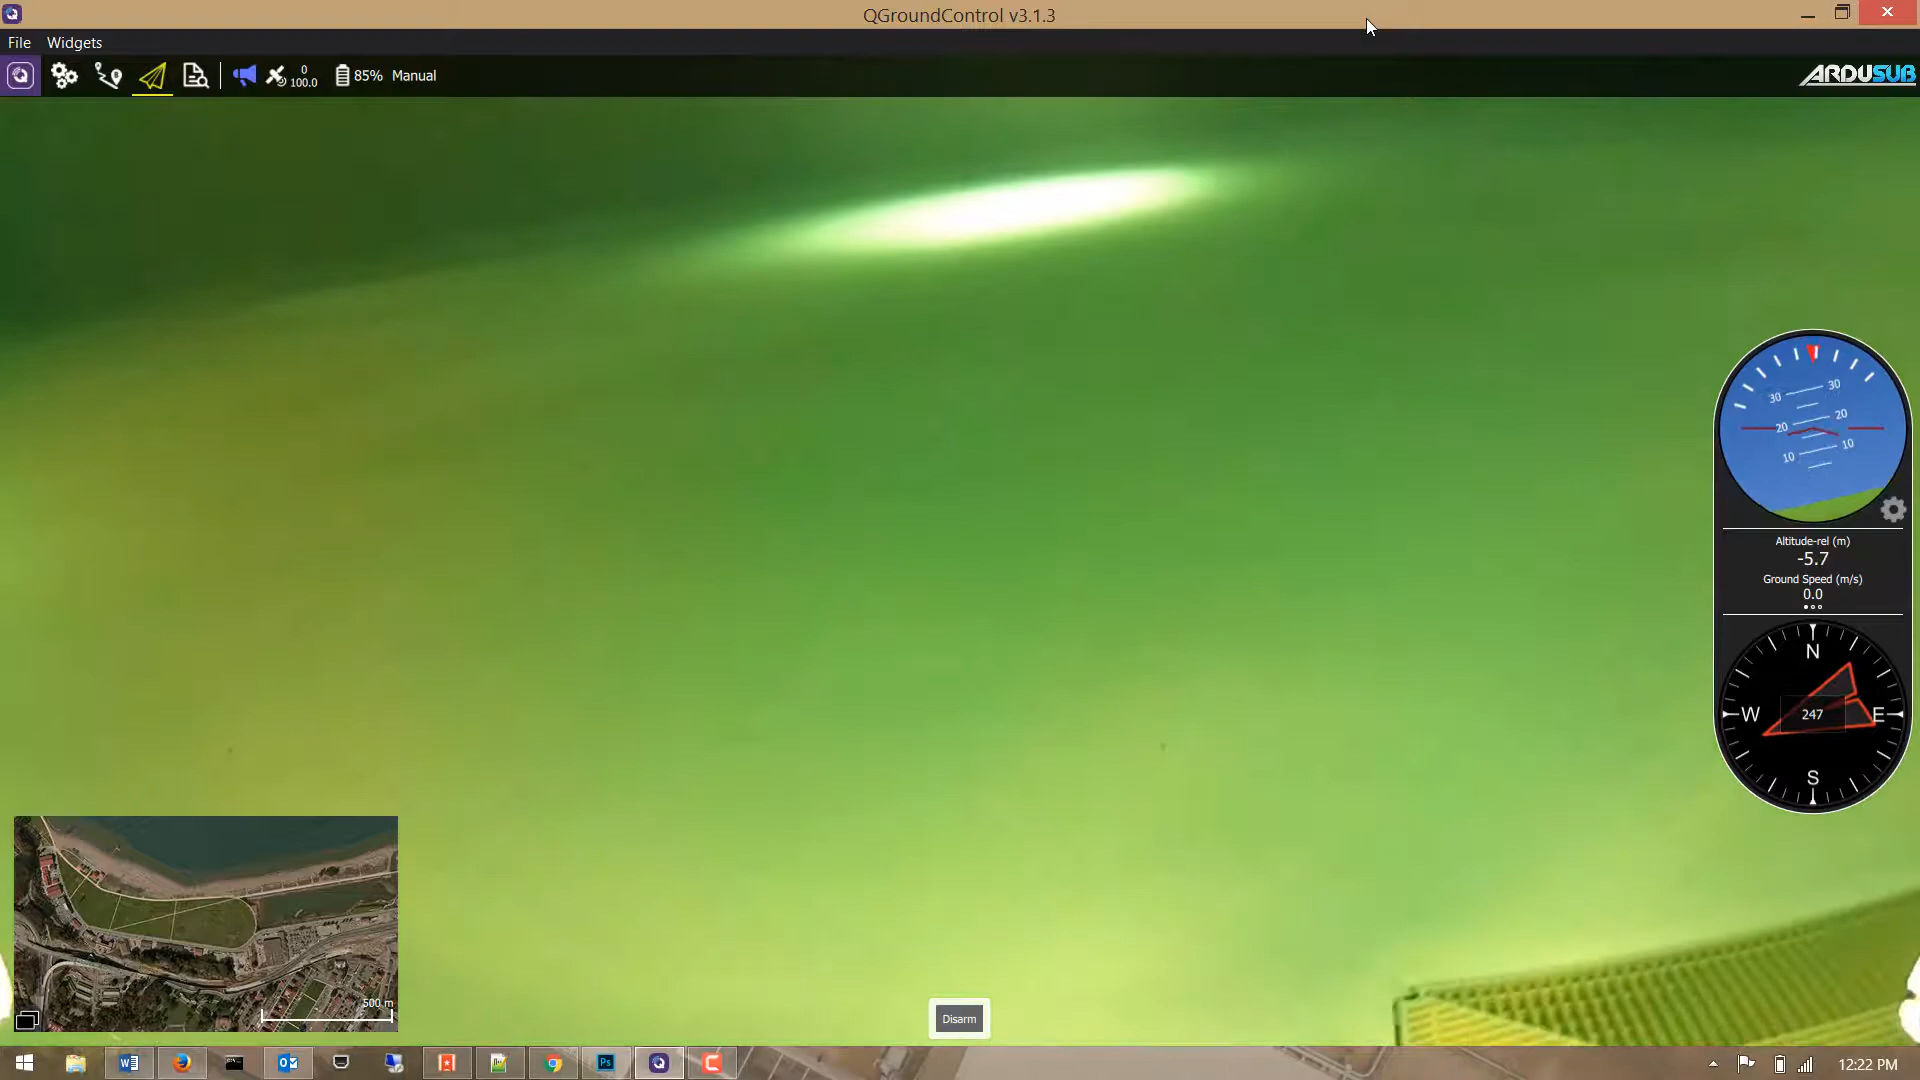 QGroundControl v3.1.3
File Widgets
0
100.0
85% Manual
ARDUSUB
30 30
20 20
10 10
Altitude-rel (m)
-5.7
Ground Speed (m/s)
0.0
N
W 247 E
S
500 m
Disarm
Ps
12:22 PM